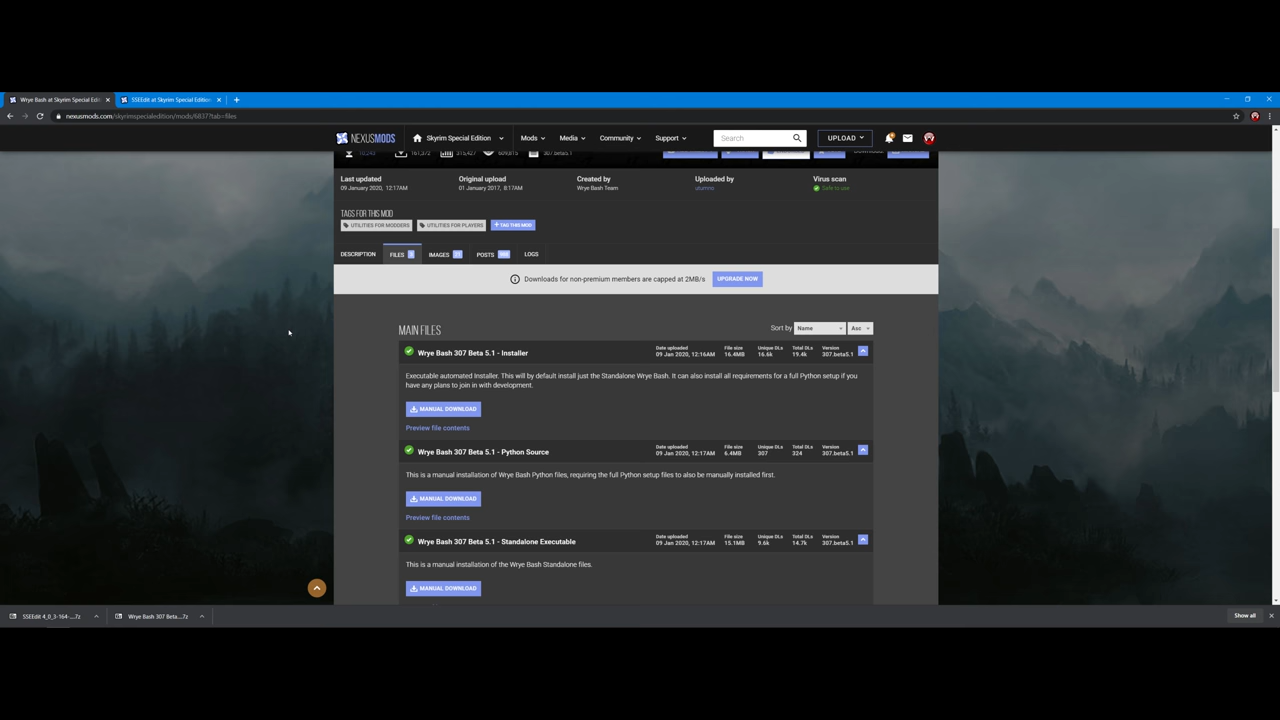 Wrye Bash at Skyrim Special Edi
SSEEdit at Skyrim Special Edition
nexusmods.com/skyrimspecialedition/mods/6837?tab=files
NEXUSMODS
Skyrim Special Edition
Mods
Media
Community
Support
Search
UPLOAD
Last updated
09 January 2020, 12:17AM
Original upload
01 January 2017, 8:17AM
Created by
Wrye Bash Team
Uploaded by
Utumno
Virus scan
Safe to use
TAGS FOR THIS MOD
UTILITIES FOR MODDERS
UTILITIES FOR PLAYERS
+ TAG THIS MOD
DESCRIPTION
FILES
IMAGES
POSTS
LOGS
Downloads for non-premium members are capped at 2MB/s
UPGRADE NOW
MAIN FILES
Sort by
Name
Asc
Wrye Bash 307 Beta 5.1 - Installer
Date uploaded
09 Jan 2020, 12:16AM
File size
16.4MB
Unique DLs
16.6k
Total DLs
19.4k
Version
307.beta5.1
Executable automated Installer. This will by default install just the Standalone Wrye Bash. It can also install all requirements for a full Python setup if you
have any plans to join in with development.
MANUAL DOWNLOAD
Preview file contents
Wrye Bash 307 Beta 5.1 - Python Source
Date uploaded
09 Jan 2020, 12:17AM
File size
6.4MB
Unique DLs
307
Total DLs
324
Version
307.beta5.1
This is a manual installation of Wrye Bash Python files, requiring the full Python setup files to also be manually installed first.
MANUAL DOWNLOAD
Preview file contents
Wrye Bash 307 Beta 5.1 - Standalone Executable
Date uploaded
09 Jan 2020, 12:17AM
File size
15.1MB
Unique DLs
9.6k
Total DLs
14.7k
Version
307.beta5.1
This is a manual installation of the Wrye Bash Standalone files.
MANUAL DOWNLOAD
SSEEdit 4_0_3-164-....7z
Wrye Bash 307 Beta....7z
Show all